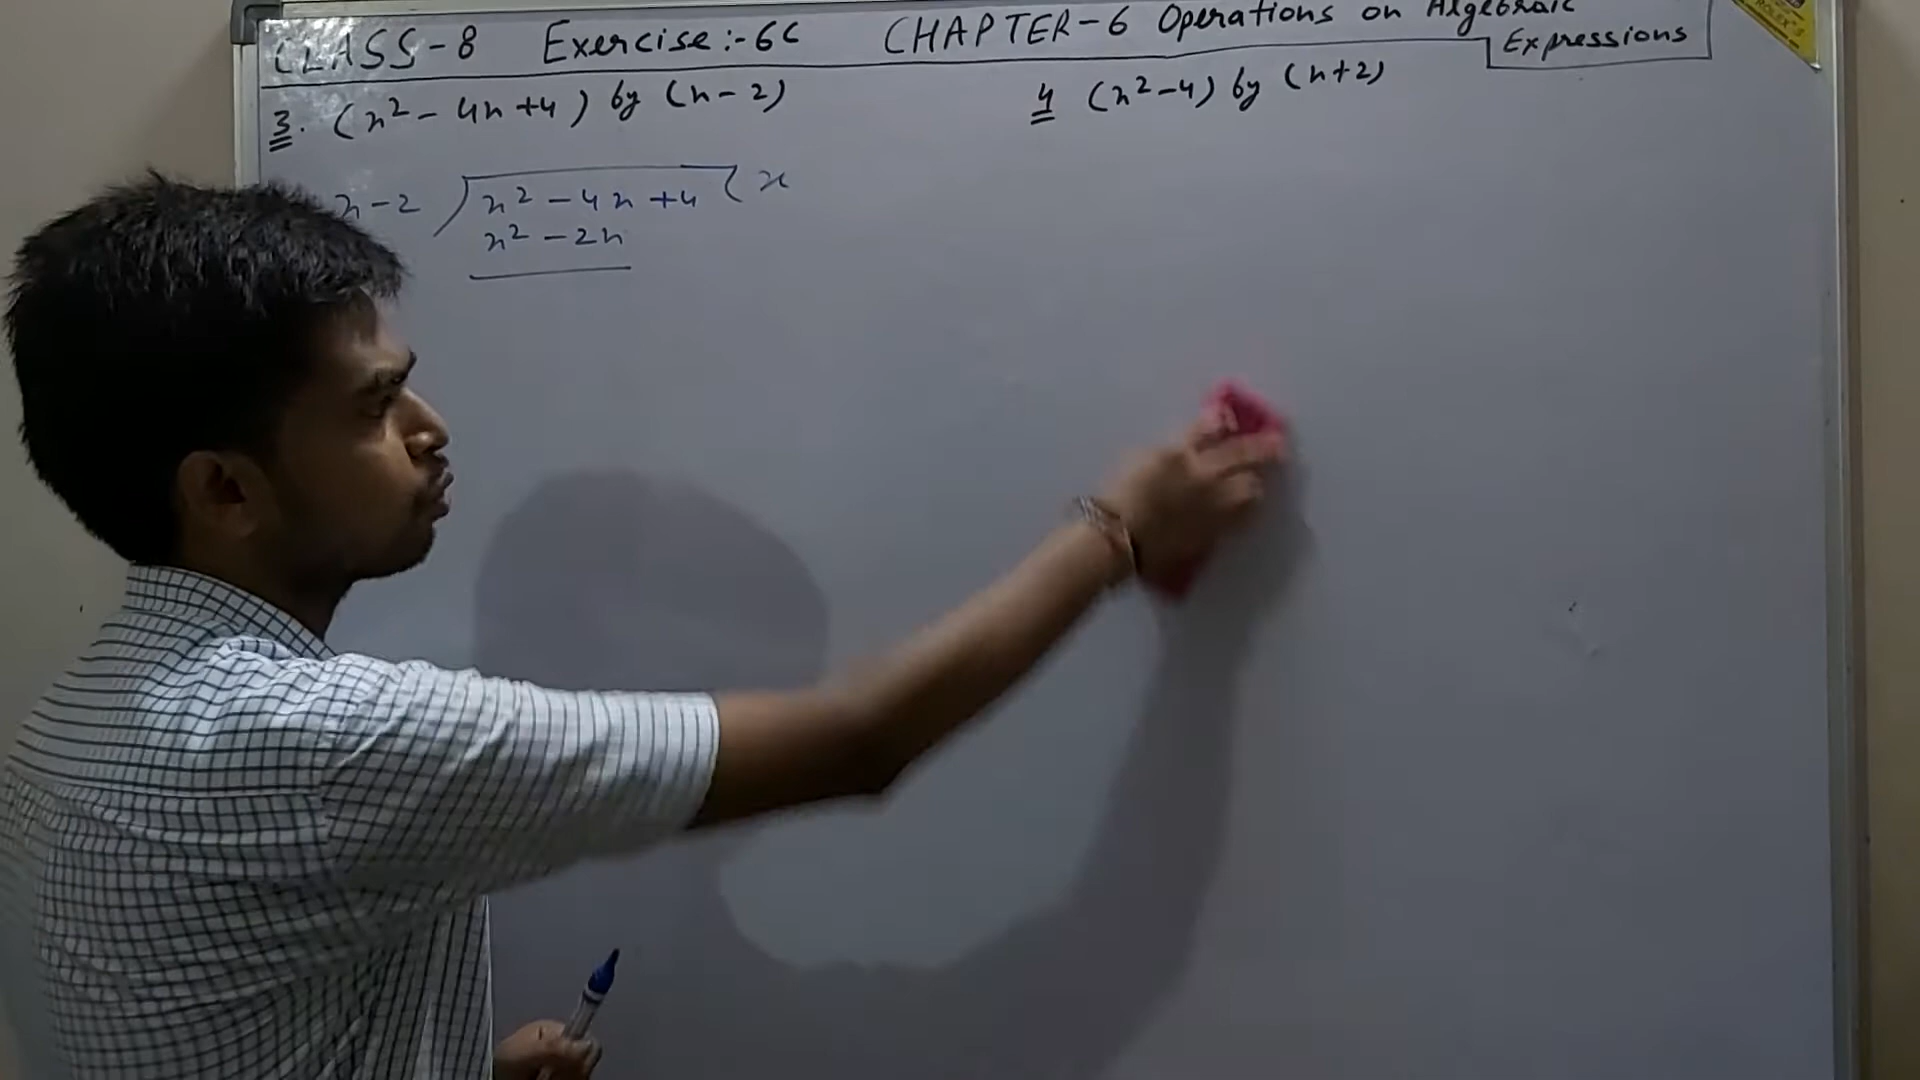 CLASS-8 Exercise:-6C CHAPTER-6 Operations on Algebraic
Expressions
3. (x² - 4x + 4) by (x - 2)
4 (x² - 4) by (x + 2)
x - 2 ) x² - 4x + 4 ( x
x² - 2x
ROLEX